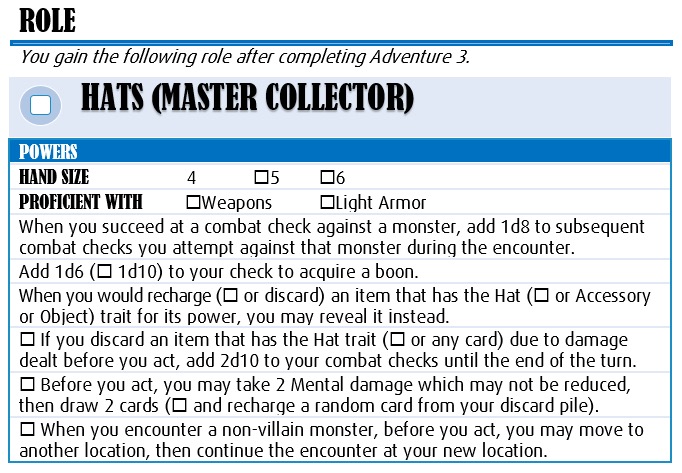 ROLE
You gain the following role after completing Adventure 3.
☐ HATS (MASTER COLLECTOR)
POWERS
HAND SIZE 4 ☐5 ☐6
PROFICIENT WITH ☐Weapons ☐Light Armor
When you succeed at a combat check against a monster, add 1d8 to subsequent
combat checks you attempt against that monster during the encounter.
Add 1d6 (☐ 1d10) to your check to acquire a boon.
When you would recharge (☐ or discard) an item that has the Hat (☐ or Accessory
or Object) trait for its power, you may reveal it instead.
☐ If you discard an item that has the Hat trait (☐ or any card) due to damage
dealt before you act, add 2d10 to your combat checks until the end of the turn.
☐ Before you act, you may take 2 Mental damage which may not be reduced,
then draw 2 cards (☐ and recharge a random card from your discard pile).
☐ When you encounter a non-villain monster, before you act, you may move to
another location, then continue the encounter at your new location.